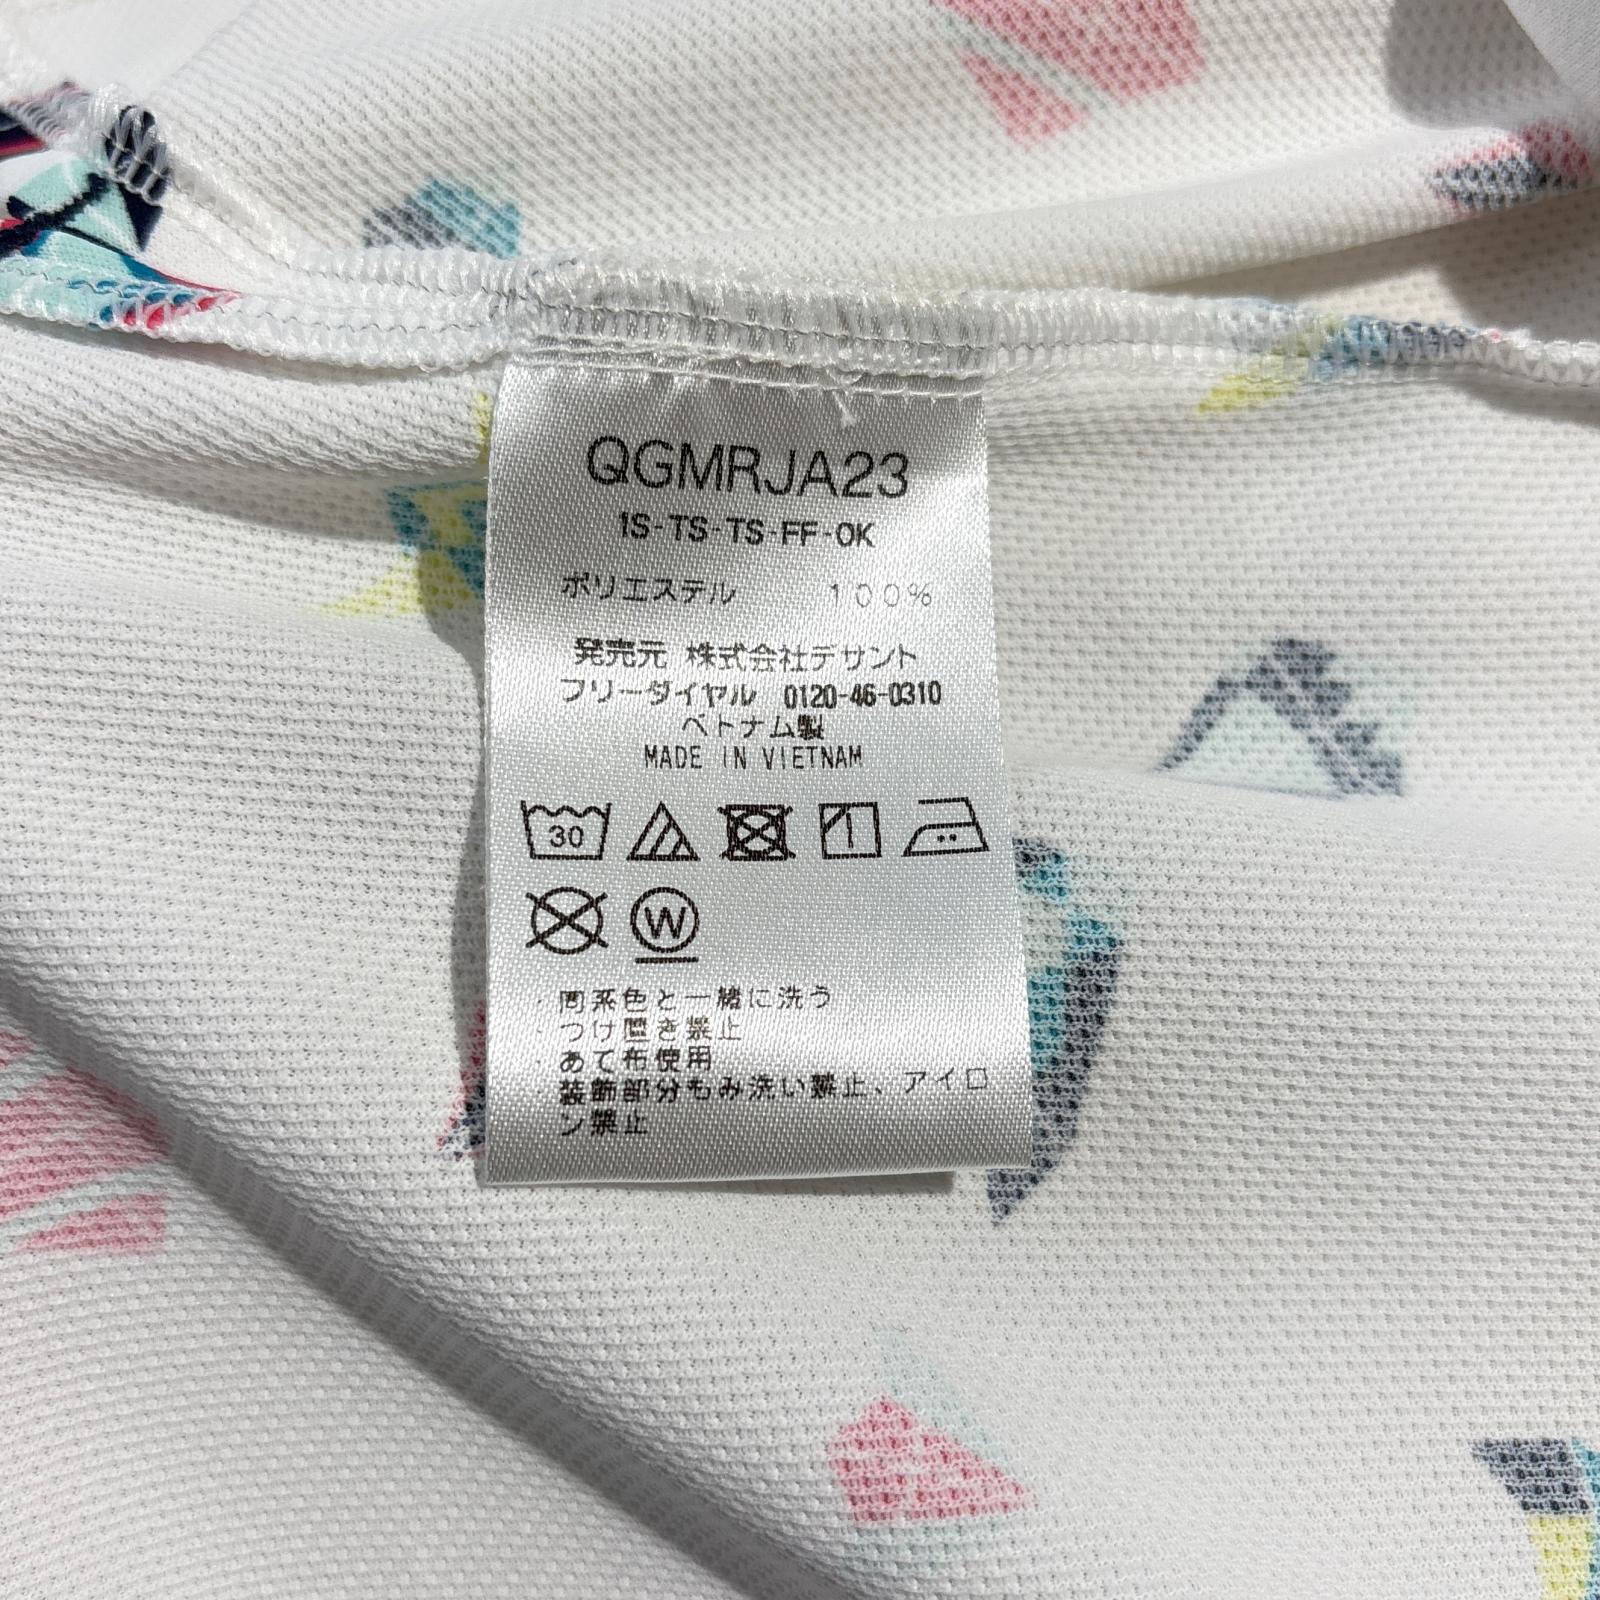 QGMRJA23
1S-TS-TS-FF-0K
ポリエステル 100%
発売元 株式会社デサント
フリーダイヤル 0120-46-0310
ベトナム製
MADE IN VIETNAM
30
W
・同系色と一緒に洗う
・つけ置き禁止
・あて布使用
・装飾部分もみ洗い禁止、アイロ
ン禁止